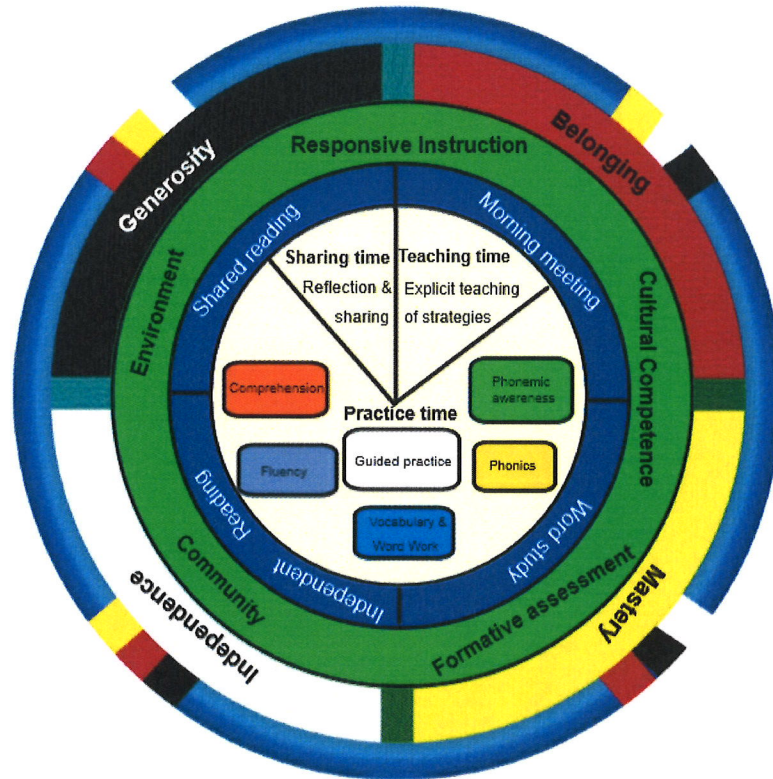 Generosity
Belonging
Mastery
Independence
Responsive Instruction
Cultural Competence
Formative assessment
Community
Environment
Shared reading
Morning meeting
Word study
Independent
Reading
Sharing time
Reflection &
sharing
Teaching time
Explicit teaching
of strategies
Practice time
Comprehension
Phonemic
awareness
Fluency
Guided practice
Phonics
Vocabulary &
Word Work